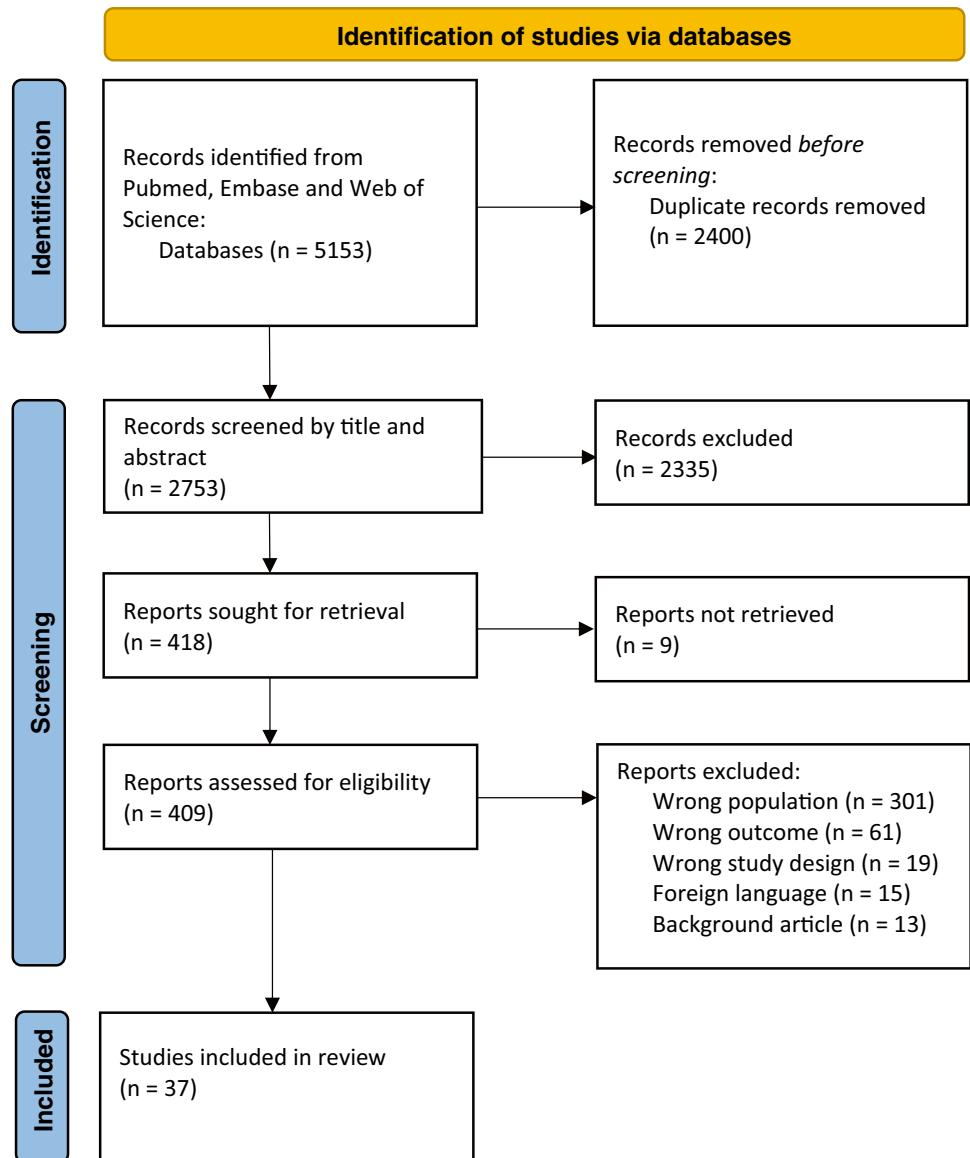 Identification of studies via databases
Identification
Records identified from
Pubmed, Embase and Web of
Science:
Databases (n = 5153)
Records removed before
screening:
Duplicate records removed
(n = 2400)
Screening
Records screened by title and
abstract
(n = 2753)
Records excluded
(n = 2335)
Reports sought for retrieval
(n = 418)
Reports not retrieved
(n = 9)
Reports assessed for eligibility
(n = 409)
Reports excluded:
Wrong population (n = 301)
Wrong outcome (n = 61)
Wrong study design (n = 19)
Foreign language (n = 15)
Background article (n = 13)
Included
Studies included in review
(n = 37)